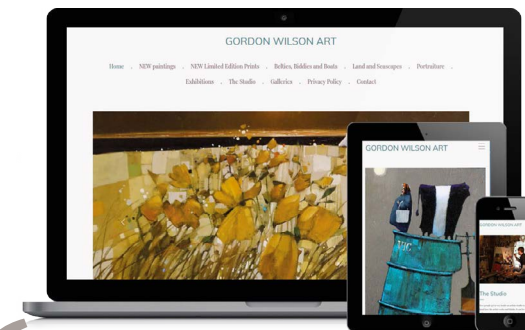 GORDON WILSON ART
Home . NEW paintings . NEW Limited Edition Prints . Belties, Biddies and Boats . Land and Seascapes . Portraiture .
Exhibitions . The Studio . Galleries . Privacy Policy . Contact
GORDON WILSON ART
GORDON WILSON ART
The Studio